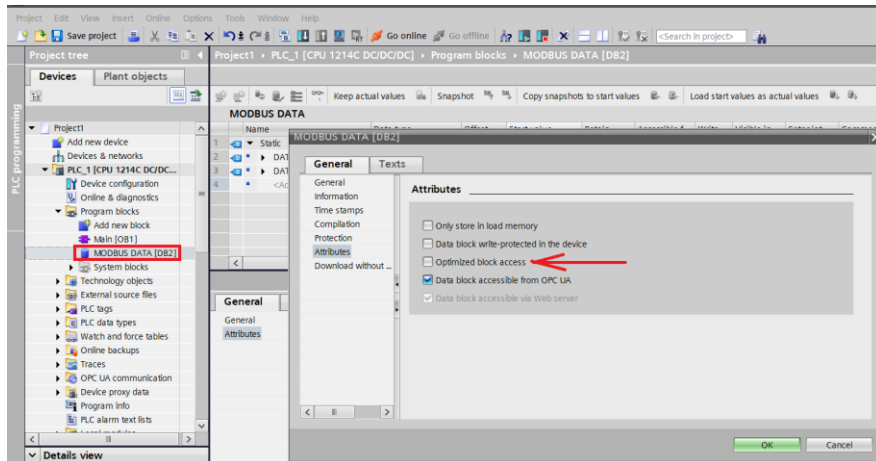 Project Edit View Insert Online Options Tools Window Help
Save project
Go online
Go offline
<Search in project>
Project tree
Project1 › PLC_1 [CPU 1214C DC/DC/DC] › Program blocks › MODBUS DATA [DB2]
Devices
Plant objects
PLC programming
Keep actual values
Snapshot
Copy snapshots to start values
Load start values as actual values
MODBUS DATA
Name
1 Static
2 DAT
3 DAT
4
Project1
Add new device
Devices & networks
PLC_1 [CPU 1214C DC/DC...
Device configuration
Online & diagnostics
Program blocks
Add new block
Main [OB1]
MODBUS DATA [DB2]
System blocks
Technology objects
External source files
PLC tags
PLC data types
Watch and force tables
Online backups
Traces
OPC UA communication
Device proxy data
Program info
PLC alarm text lists
Details view
General
General
Attributes
MODBUS DATA [DB2]
General
Texts
General
Information
Time stamps
Compilation
Protection
Attributes
Download without ...
Attributes
Only store in load memory
Data block write-protected in the device
Optimized block access
Data block accessible from OPC UA
Data block accessible via Web server
OK
Cancel